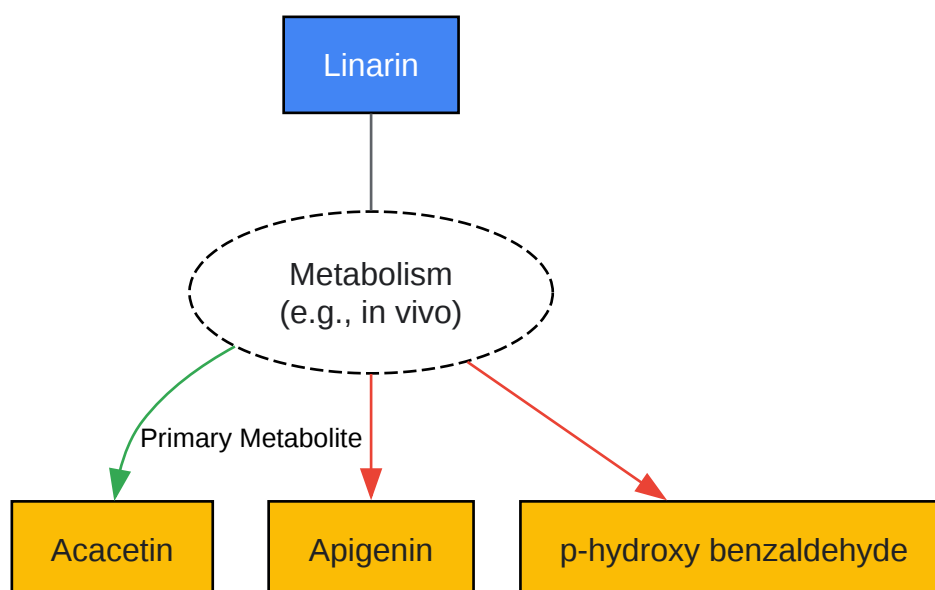 Linarin
Metabolism
(e.g., in vivo)
Primary Metabolite
Acacetin
Apigenin
p-hydroxy benzaldehyde